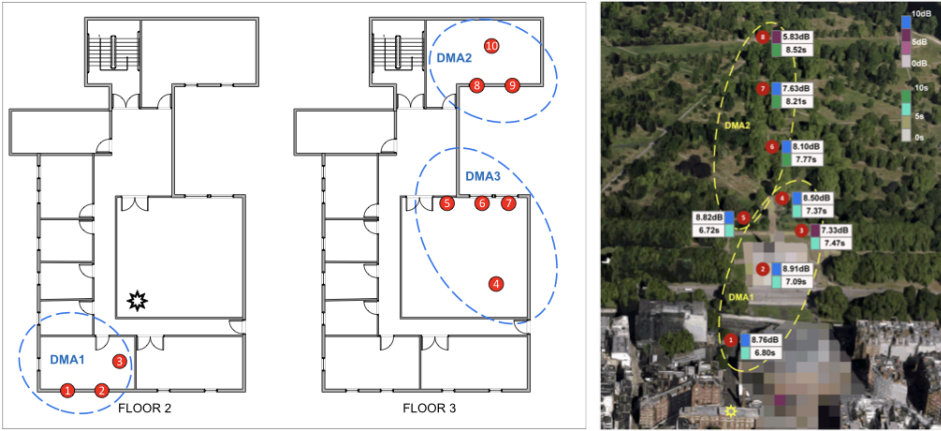 DMA1
1
2
3
FLOOR 2
DMA2
10
8
9
DMA3
5
6
7
4
FLOOR 3
8
5.83dB
8.52s
7
7.63dB
8.21s
DMA2
6
8.10dB
7.77s
4
8.50dB
7.37s
8.82dB
6.72s
5
3
7.33dB
7.47s
2
8.91dB
7.09s
DMA1
1
8.76dB
6.80s
10dB
5dB
0dB
10s
5s
0s